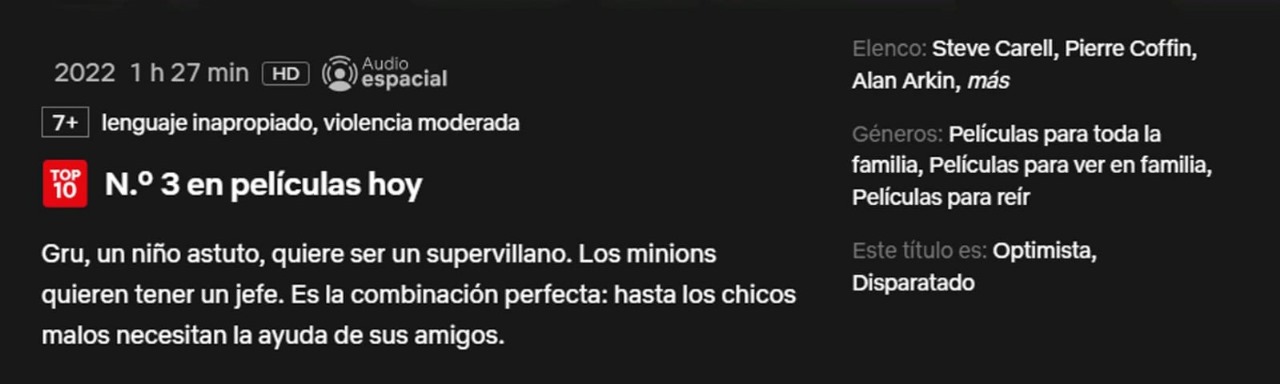 2022 1 h 27 min HD Audio espacial
7+ lenguaje inapropiado, violencia moderada
TOP 10 N.º 3 en películas hoy
Gru, un niño astuto, quiere ser un supervillano. Los minions
quieren tener un jefe. Es la combinación perfecta: hasta los chicos
malos necesitan la ayuda de sus amigos.
Elenco: Steve Carell, Pierre Coffin,
Alan Arkin, más
Géneros: Películas para toda la
familia, Películas para ver en familia,
Películas para reír
Este título es: Optimista,
Disparatado